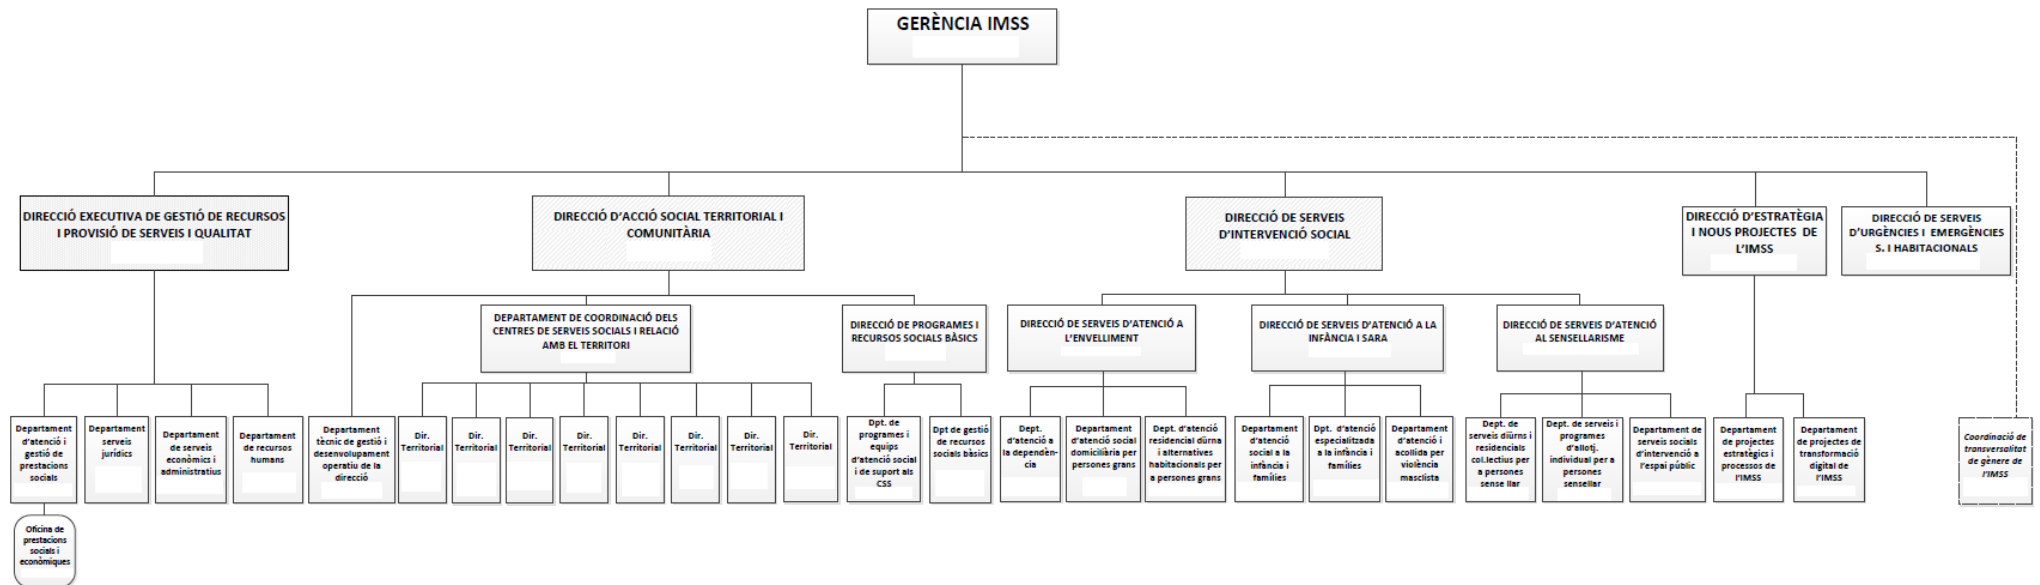 GERÈNCIA IMSS
DIRECCIÓ EXECUTIVA DE GESTIÓ DE RECURSOS
I PROVISIÓ DE SERVEIS I QUALITAT
DIRECCIÓ D'ACCIÓ SOCIAL TERRITORIAL I
COMUNITÀRIA
DIRECCIÓ DE SERVEIS
D'INTERVENCIÓ SOCIAL
DIRECCIÓ D'ESTRATÈGIA
I NOUS PROJECTES DE
L'IMSS
DIRECCIÓ DE SERVEIS
D'URGÈNCIES I EMERGÈNCIES
S. I HABITACIONALS
DEPARTAMENT DE COORDINACIÓ DELS
CENTRES DE SERVEIS SOCIALS I RELACIÓ
AMB EL TERRITORI
DIRECCIÓ DE PROGRAMES I
RECURSOS SOCIALS BÀSICS
DIRECCIÓ DE SERVEIS D'ATENCIÓ A
L'ENVELLIMENT
DIRECCIÓ DE SERVEIS D'ATENCIÓ A LA
INFÀNCIA I SARA
DIRECCIÓ DE SERVEIS D'ATENCIÓ
AL SENSELLARISME
Departament
d'atenció i
gestió de
prestacions
socials
Departament
serveis
jurídics
Departament
de serveis
econòmics i
administratius
Departament
de recursos
humans
Departament
tècnic de gestió i
desenvolupament
operatiu de la
direcció
Dir.
Territorial
Dir.
Territorial
Dir.
Territorial
Dir.
Territorial
Dir.
Territorial
Dir.
Territorial
Dir.
Territorial
Dir.
Territorial
Dpt. de
programes i
equips
d'atenció social
i de suport als
CSS
Dpt de gestió
de recursos
socials bàsics
Dept.
d'atenció a
la dependèn-
cia
Departament
d'atenció social
domiciliària per
persones grans
Dept. d'atenció
residencial dürna
i alternatives
habitacionals per
a persones grans
Departament
d'atenció
social a la
infància i
famílies
Dpt. d'atenció
especialitzada
a la infància i
famílies
Departament
d'atenció i
acollida per
violència
masclista
Dept. de
serveis diürns i
residencials
col.lectius per
a persones
sense llar
Dept. de serveis i
programes
d'allotj.
individual per a
persones
sensellar
Departament de
serveis socials
d'intervenció a
l'espai públic
Departament
de projectes
estratègics i
processos de
l'IMSS
Departament
de projectes de
transformació
digital de
l'IMSS
Coordinació de
transversalitat
de gènere de
l'IMSS
Oficina de
prestacions
socials i
econòmiques